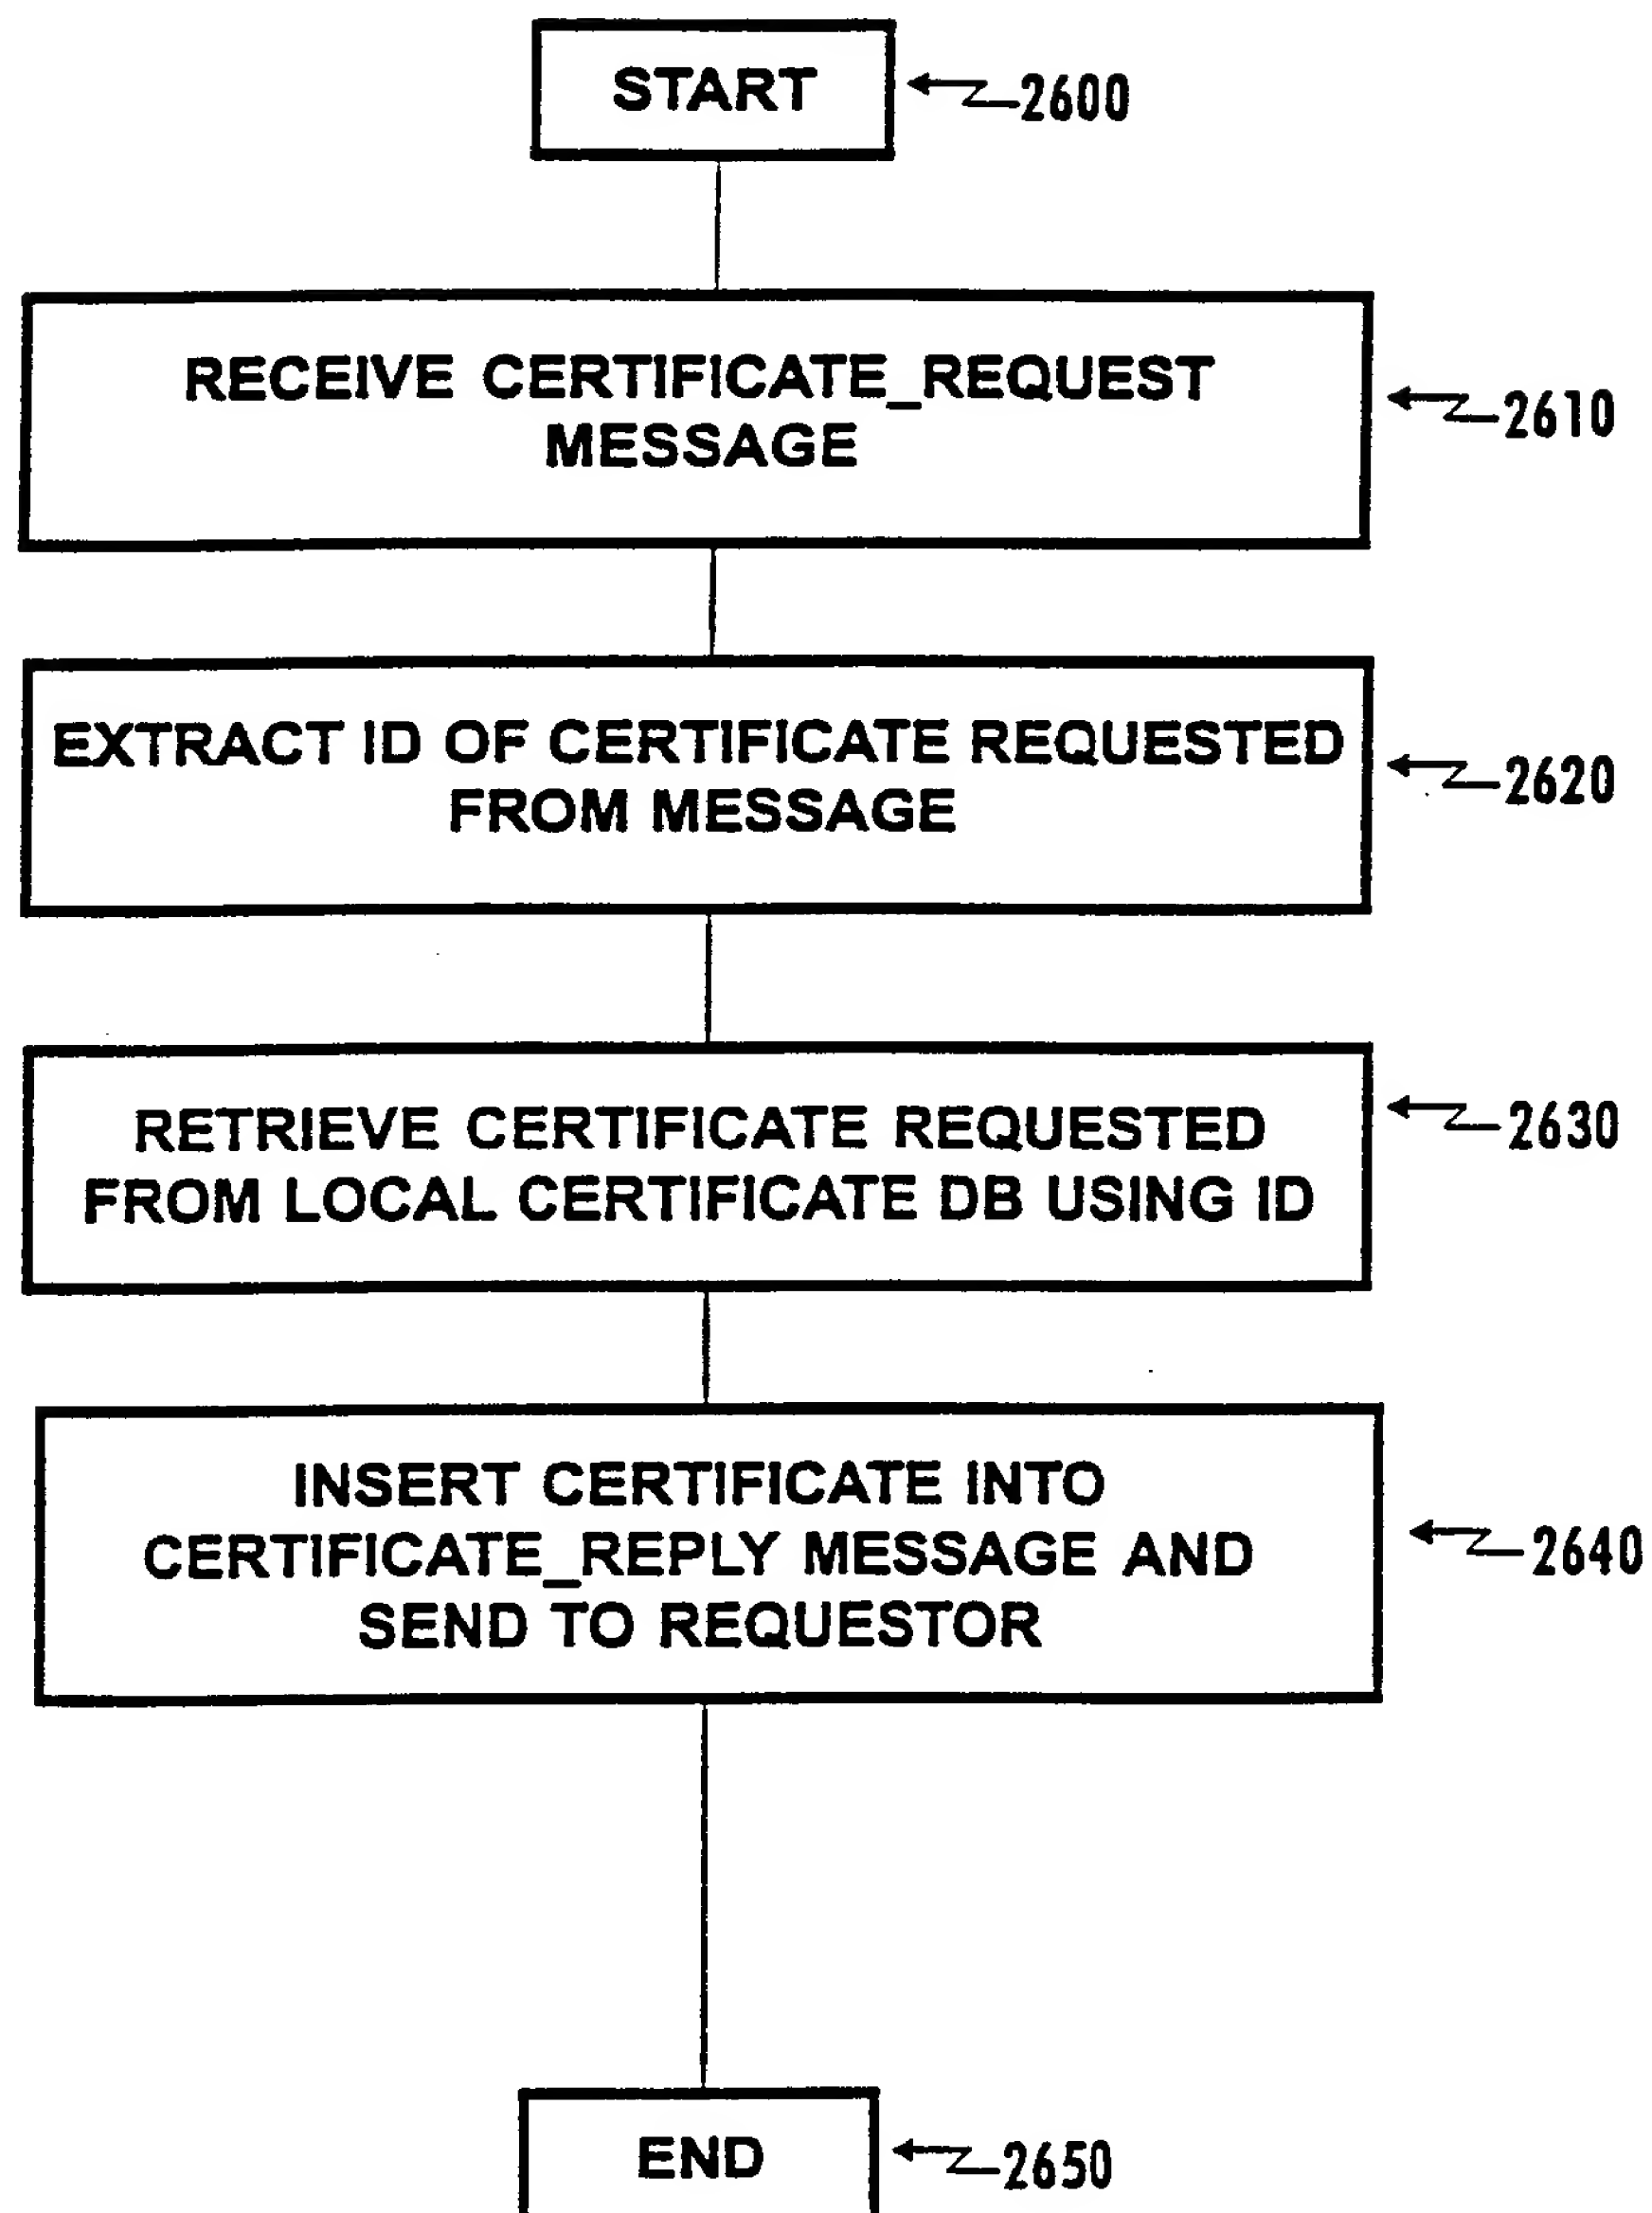 START
2600
RECEIVE CERTIFICATE_REQUEST
MESSAGE
2610
EXTRACT ID OF CERTIFICATE REQUESTED
FROM MESSAGE
2620
RETRIEVE CERTIFICATE REQUESTED
FROM LOCAL CERTIFICATE DB USING ID
2630
INSERT CERTIFICATE INTO
CERTIFICATE_REPLY MESSAGE AND
SEND TO REQUESTOR
2640
END
2650